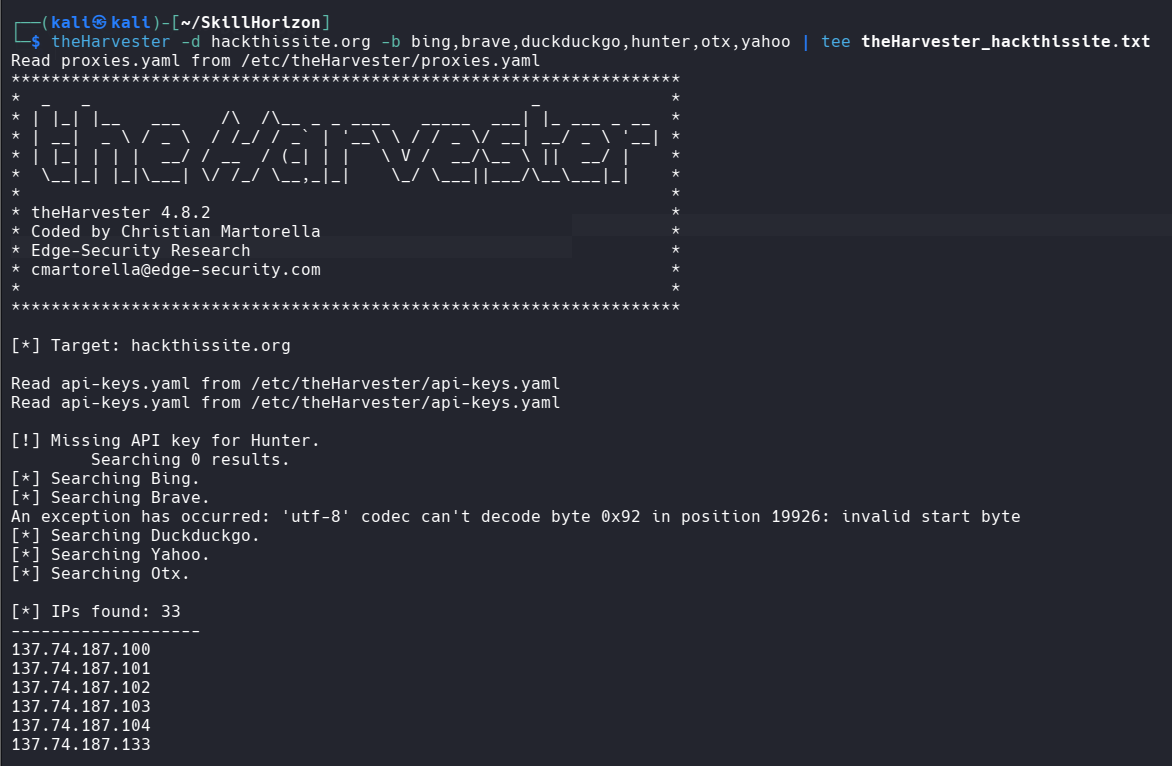 ┌──(kali㉿kali)-[~/SkillHorizon]
└─$ theHarvester -d hackthissite.org -b bing,brave,duckduckgo,hunter,otx,yahoo | tee theHarvester_hackthissite.txt
Read proxies.yaml from /etc/theHarvester/proxies.yaml
*******************************************************************
*  _   _                                            _             *
* | |_| |__   ___    /\  /\__ _ _ ____   _____  ___| |_ ___ _ __  *
* | __|  _ \ / _ \  / /_/ / _` | '__\ \ / / _ \/ __| __/ _ \ '__| *
* | |_| | | |  __/ / __  / (_| | |   \ V /  __/\__ \ ||  __/ |    *
*  \__|_| |_|\___| \/ /_/ \__,_|_|    \_/ \___||___/\__\___|_|    *
*                                                                 *
* theHarvester 4.8.2                                              *
* Coded by Christian Martorella                                   *
* Edge-Security Research                                          *
* cmartorella@edge-security.com                                   *
*                                                                 *
*******************************************************************
[*] Target: hackthissite.org
Read api-keys.yaml from /etc/theHarvester/api-keys.yaml
Read api-keys.yaml from /etc/theHarvester/api-keys.yaml
[!] Missing API key for Hunter.
        Searching 0 results.
[*] Searching Bing.
[*] Searching Brave.
An exception has occurred: 'utf-8' codec can't decode byte 0x92 in position 19926: invalid start byte
[*] Searching Duckduckgo.
[*] Searching Yahoo.
[*] Searching Otx.
[*] IPs found: 33
-------------------
137.74.187.100
137.74.187.101
137.74.187.102
137.74.187.103
137.74.187.104
137.74.187.133